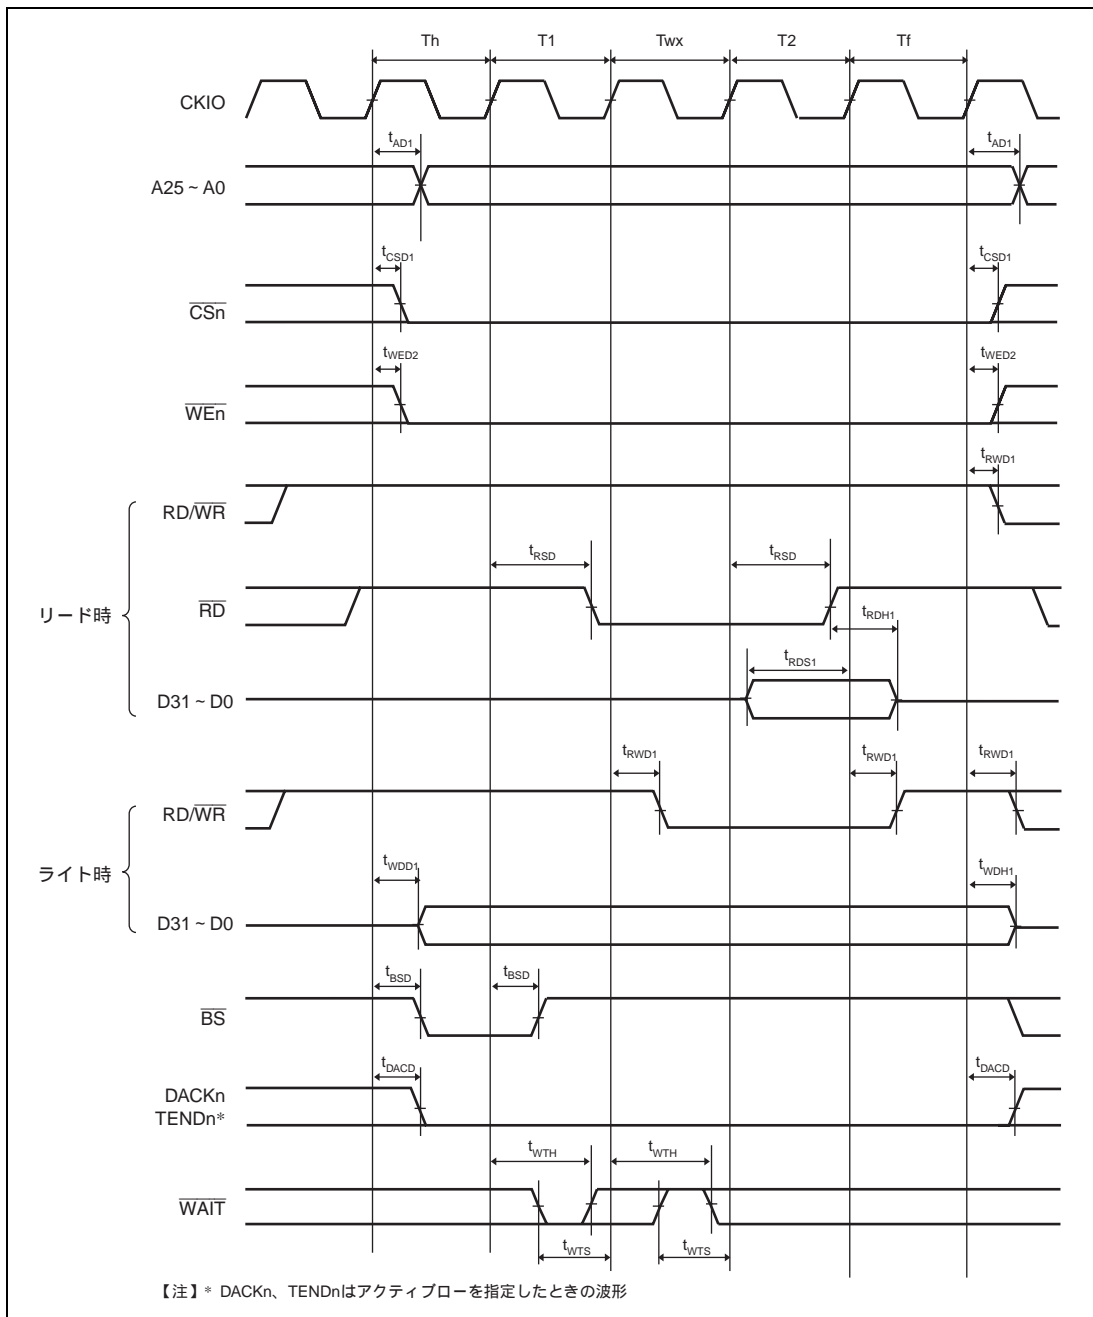 Th T1 Twx T2 Tf
CKIO
tAD1 tAD1
A25 ~ A0
tCSD1 tCSD1
CSn
tWED2 tWED2
WEn
tRWD1
RD/WR
tRSD tRSD
リード時
RD
tRDH1
tRDS1
D31 ~ D0
tRWD1 tRWD1 tRWD1
RD/WR
ライト時
tWDD1 tWDH1
D31 ~ D0
tBSD tBSD
BS
tDACD tDACD
DACKn
TENDn*
tWTH tWTH
WAIT
tWTS tWTS
【注】* DACKn、TENDnはアクティブローを指定したときの波形